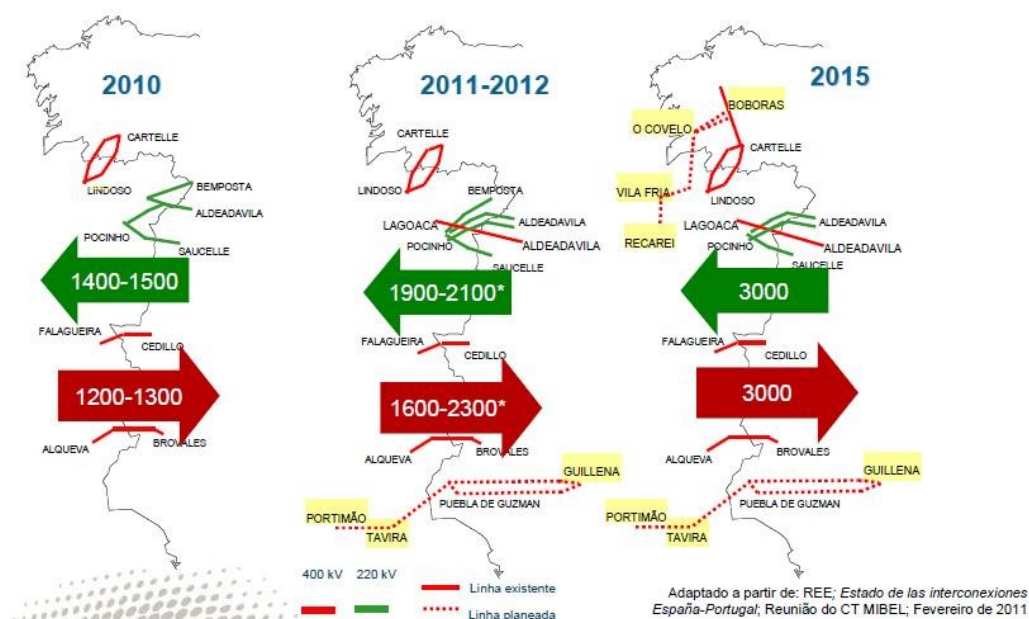 2010
CARTELLE
LINDOSO
BEMPOSTA
ALDEADAVILA
POCINHO
SAUCELLE
1400-1500
FALAGUEIRA
CEDILLO
1200-1300
ALQUEVA
BROVALES
2011-2012
CARTELLE
LINDOSO
BEMPOSTA
LAGOACA
ALDEADAVILA
POCINHO
ALDEADAVILA
SAUCELLE
1900-2100*
FALAGUEIRA
CEDILLO
1600-2300*
ALQUEVA
BROVALES
GUILLENA
PUEBLA DE GUZMAN
PORTIMÃO
TAVIRA
2015
BOBORAS
O COVELO
CARTELLE
VILA FRIA
LINDOSO
LAGOACA
ALDEADAVILA
RECAREI
POCINHO
ALDEADAVILA
SAUCELLE
3000
FALAGUEIRA
CEDILLO
3000
ALQUEVA
BROVALES
GUILLENA
PUEBLA DE GUZMAN
PORTIMÃO
TAVIRA
400 kV 220 kV
Linha existente
Linha planeada
Adaptado a partir de: REE; Estado de las interconexiones
España-Portugal; Reunião do CT MIBEL; Fevereiro de 2011